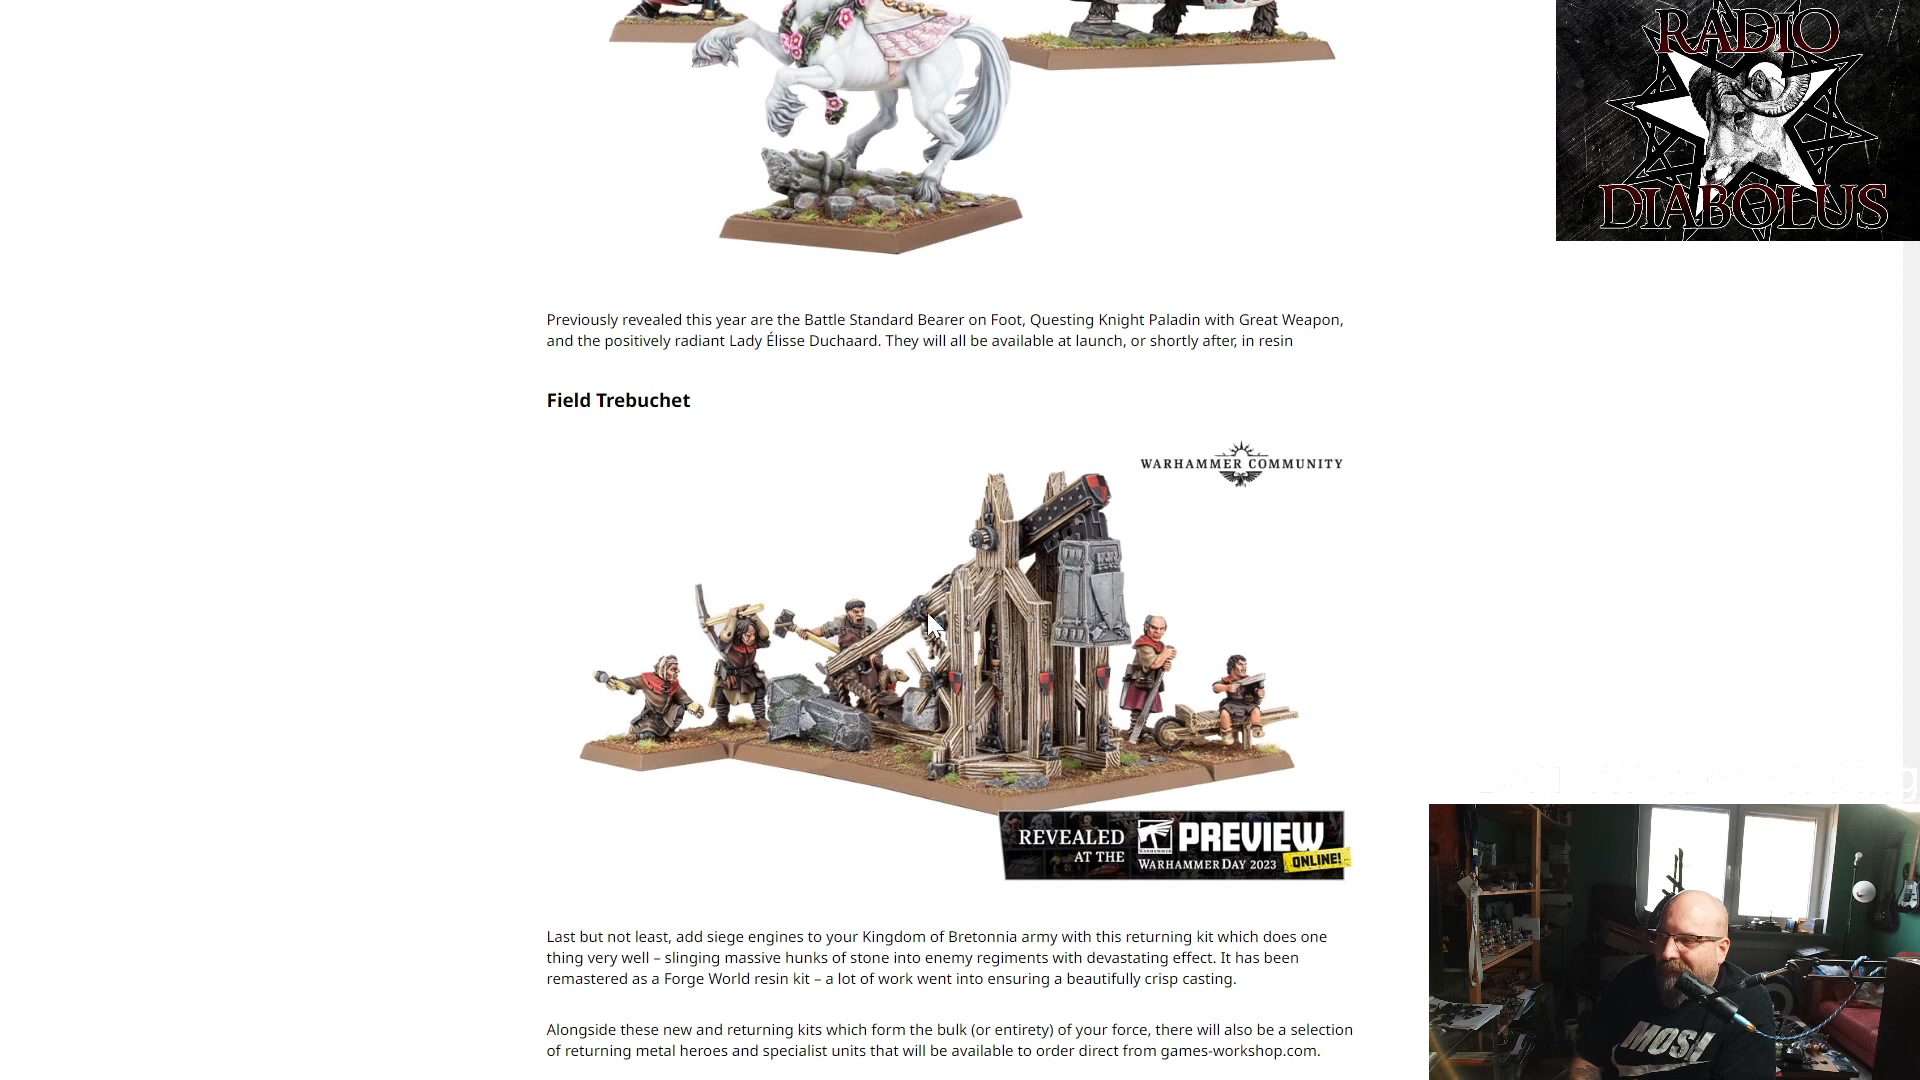 RADIO
DIABOLUS
Previously revealed this year are the Battle Standard Bearer on Foot, Questing Knight Paladin with Great Weapon,
and the positively radiant Lady Élisse Duchaard. They will all be available at launch, or shortly after, in resin
Field Trebuchet
WARHAMMER COMMUNITY
REVEALED
AT THE
PREVIEW
WARHAMMER DAY 2023
ONLINE!
Last but not least, add siege engines to your Kingdom of Bretonnia army with this returning kit which does one
thing very well – slinging massive hunks of stone into enemy regiments with devastating effect. It has been
remastered as a Forge World resin kit – a lot of work went into ensuring a beautifully crisp casting.
Alongside these new and returning kits which form the bulk (or entirety) of your force, there will also be a selection
of returning metal heroes and specialist units that will be available to order direct from games-workshop.com.
MOSH